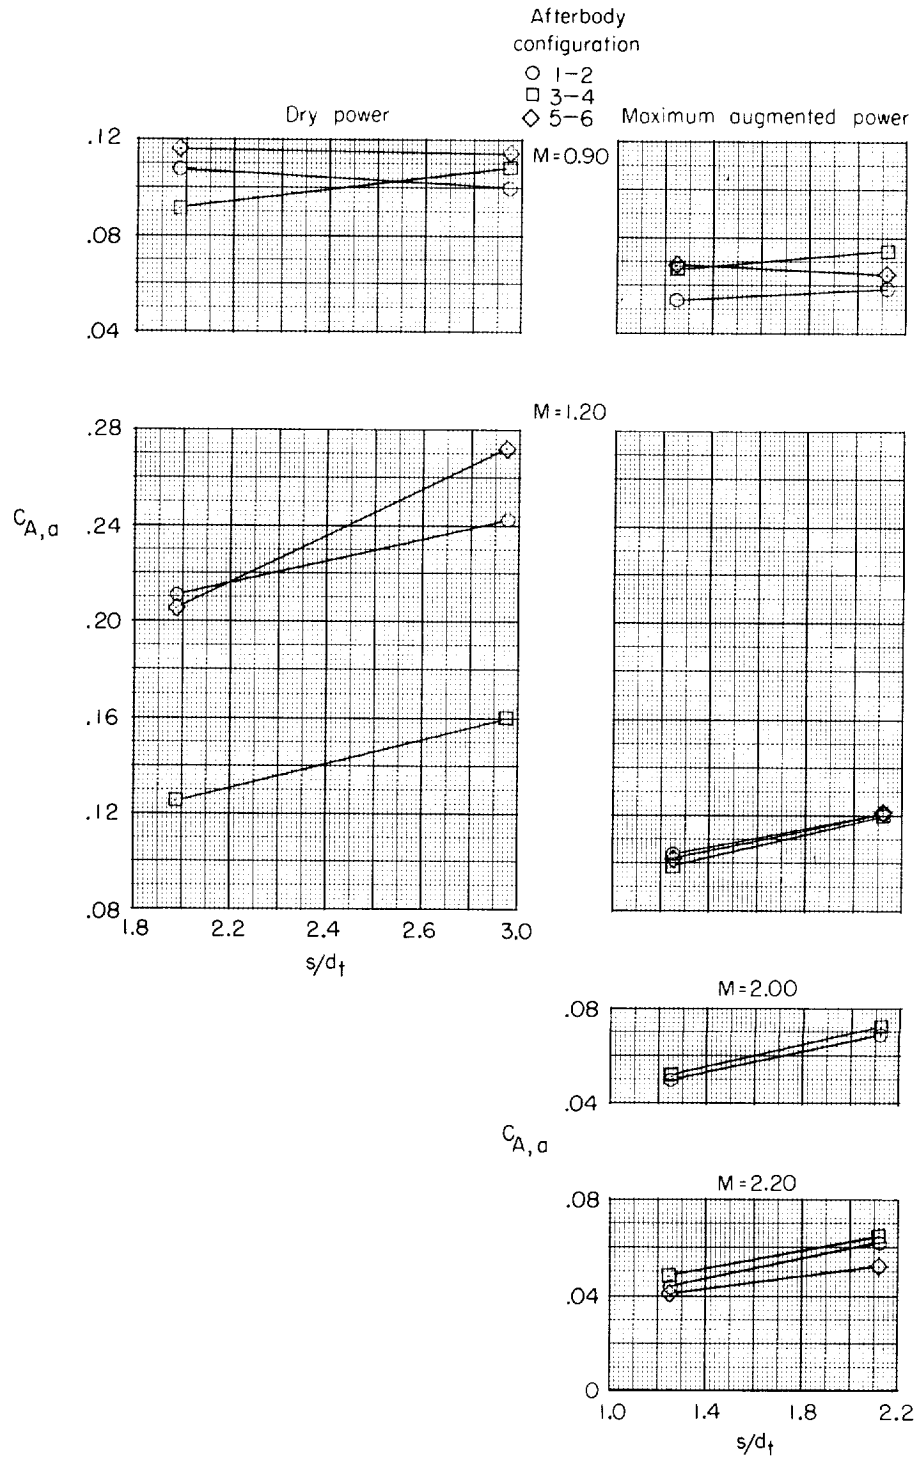 Afterbody
configuration
○ 1-2
□ 3-4
◇ 5-6
Dry power
Maximum augmented power
M=0.90
.12
.08
.04
M=1.20
.28
.24
.20
.16
.12
.08
C_{A,a}
1.8 2.2 2.4 2.6 3.0
s/d_t
M=2.00
.08
.04
C_{A,a}
M=2.20
.08
.04
0
1.0 1.4 1.8 2.2
s/d_t